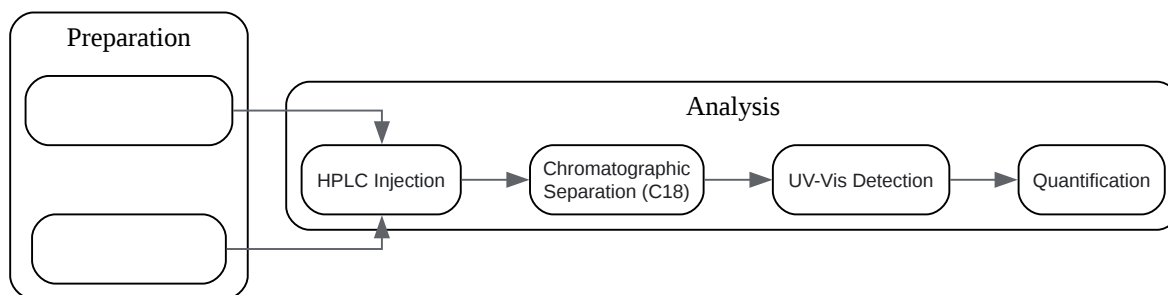 Preparation
Analysis
HPLC Injection
Chromatographic
Separation (C18)
UV-Vis Detection
Quantification